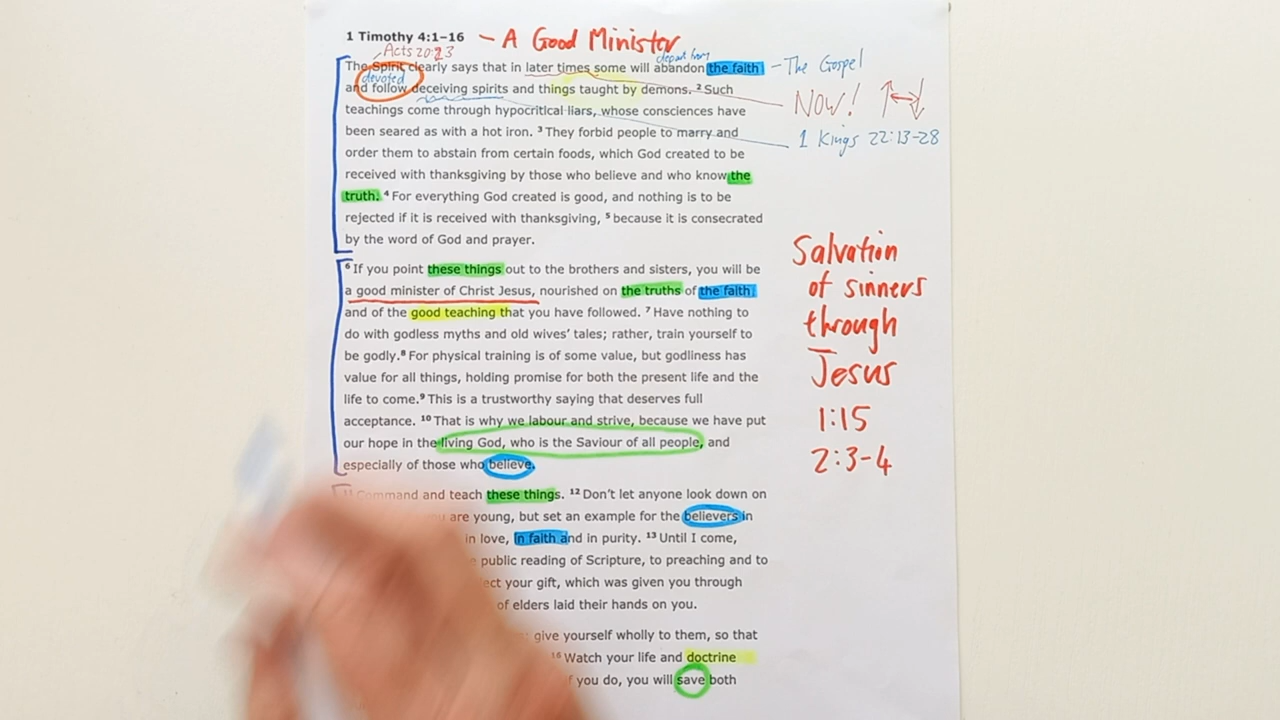 1 Timothy 4:1–16 – A Good Minister
Acts 20:23
depart from
The Spirit clearly says that in later times some will abandon the faith – The Gospel
devoted
and follow deceiving spirits and things taught by demons. ² Such
NOW!
teachings come through hypocritical liars, whose consciences have
been seared as with a hot iron. ³ They forbid people to marry and
1 Kings 22:13-28
order them to abstain from certain foods, which God created to be
received with thanksgiving by those who believe and who know the
truth. ⁴ For everything God created is good, and nothing is to be
rejected if it is received with thanksgiving, ⁵ because it is consecrated
by the word of God and prayer.
⁶ If you point these things out to the brothers and sisters, you will be
a good minister of Christ Jesus, nourished on the truths of the faith
and of the good teaching that you have followed. ⁷ Have nothing to
do with godless myths and old wives’ tales; rather, train yourself to
be godly.⁸ For physical training is of some value, but godliness has
value for all things, holding promise for both the present life and the
life to come.⁹ This is a trustworthy saying that deserves full
acceptance. ¹⁰ That is why we labour and strive, because we have put
our hope in the living God, who is the Saviour of all people, and
especially of those who believe.
Salvation
of sinners
through
Jesus
1:15
2:3-4
¹¹ Command and teach these things. ¹² Don’t let anyone look down on
are young, but set an example for the believers in
in love, in faith and in purity. ¹³ Until I come,
public reading of Scripture, to preaching and to
your gift, which was given you through
of elders laid their hands on you.
give yourself wholly to them, so that
¹⁶ Watch your life and doctrine
you do, you will save both